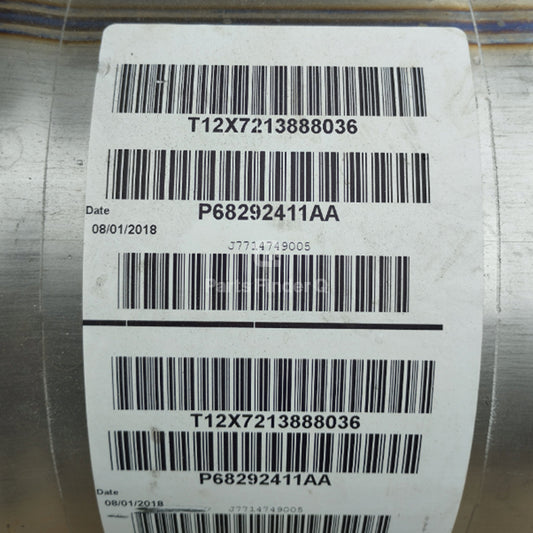 T12X7213888036
P68292411AA
Date
08/01/2018
J7714749005
Parts Finder Q
T12X7213888036
P68292411AA
Date
08/01/2018
J7714749005